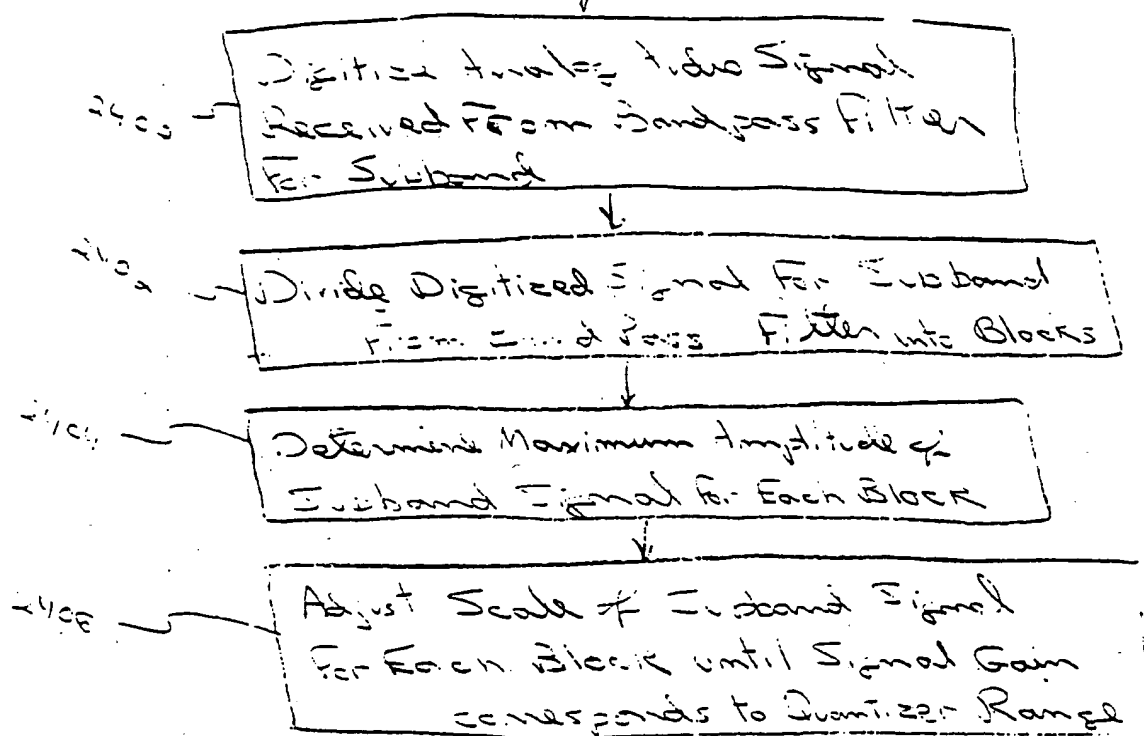 Digitize Analog Audio Signal
Received From Bandpass Filter
For Subband
Divide Digitized Signal For Subband
From Band Pass Filter into Blocks
Determine Maximum Amplitude of
Subband Signal For Each Block
Adjust Scale of Subband Signal
For Each Block until Signal Gain
corresponds to Quantizer Range